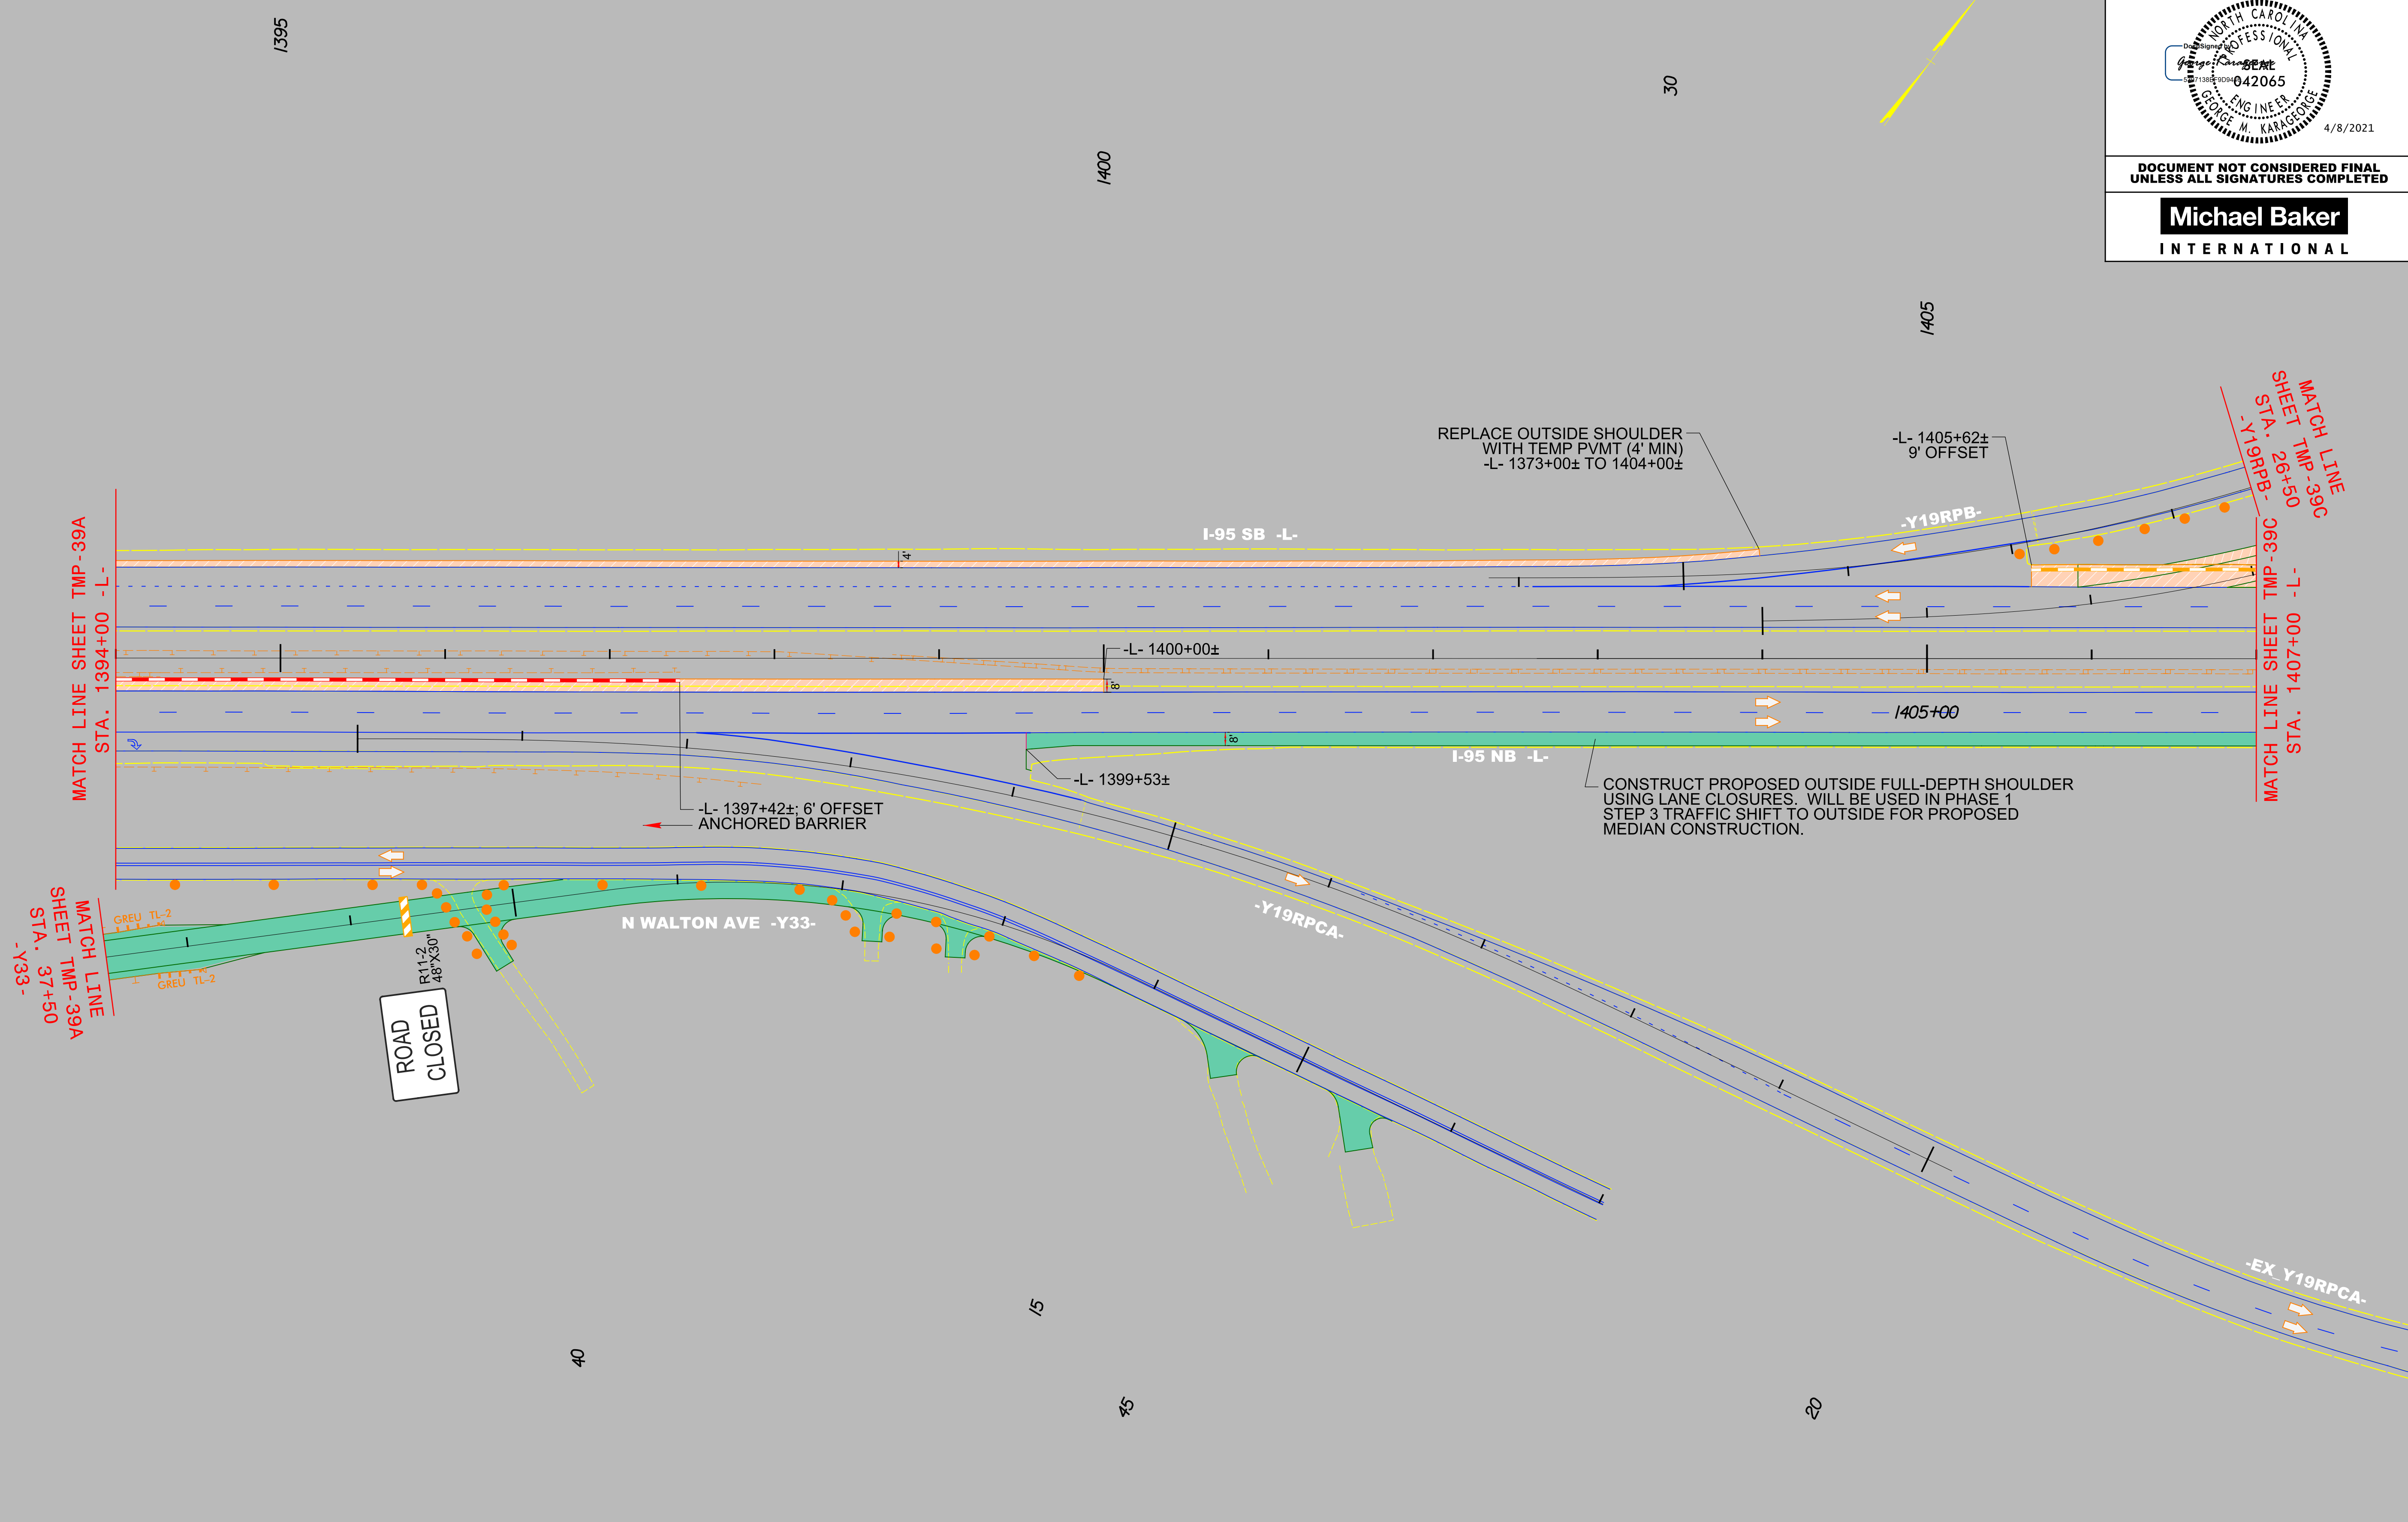 1395
1400
30
1405
NORTH CAROLINA
PROFESSIONAL
SEAL
042065
ENGINEER
GEORGE M. KARAGEORGE
4/8/2021
DOCUMENT NOT CONSIDERED FINAL
UNLESS ALL SIGNATURES COMPLETED
Michael Baker
INTERNATIONAL
MATCH LINE
SHEET TMP-39C
STA. 26+50
-Y19RPB-
REPLACE OUTSIDE SHOULDER
WITH TEMP PVMT (4' MIN)
-L- 1373+00± TO 1404+00±
-L- 1405+62±
9' OFFSET
-Y19RPB-
I-95 SB -L-
4'
MATCH LINE SHEET TMP-39A
STA. 1394+00 -L-
MATCH LINE SHEET TMP-39C
STA. 1407+00 -L-
-L- 1400+00±
8'
1405+00
8'
I-95 NB -L-
-L- 1399+53±
-L- 1397+42±; 6' OFFSET
ANCHORED BARRIER
CONSTRUCT PROPOSED OUTSIDE FULL-DEPTH SHOULDER
USING LANE CLOSURES. WILL BE USED IN PHASE 1
STEP 3 TRAFFIC SHIFT TO OUTSIDE FOR PROPOSED
MEDIAN CONSTRUCTION.
MATCH LINE
SHEET TMP-39A
STA. 37+50
-Y33-
GREU TL-2
GREU TL-2
R11-2
48"X30"
ROAD
CLOSED
N WALTON AVE -Y33-
-Y19RPCA-
-EX_Y19RPCA-
15
40
45
20